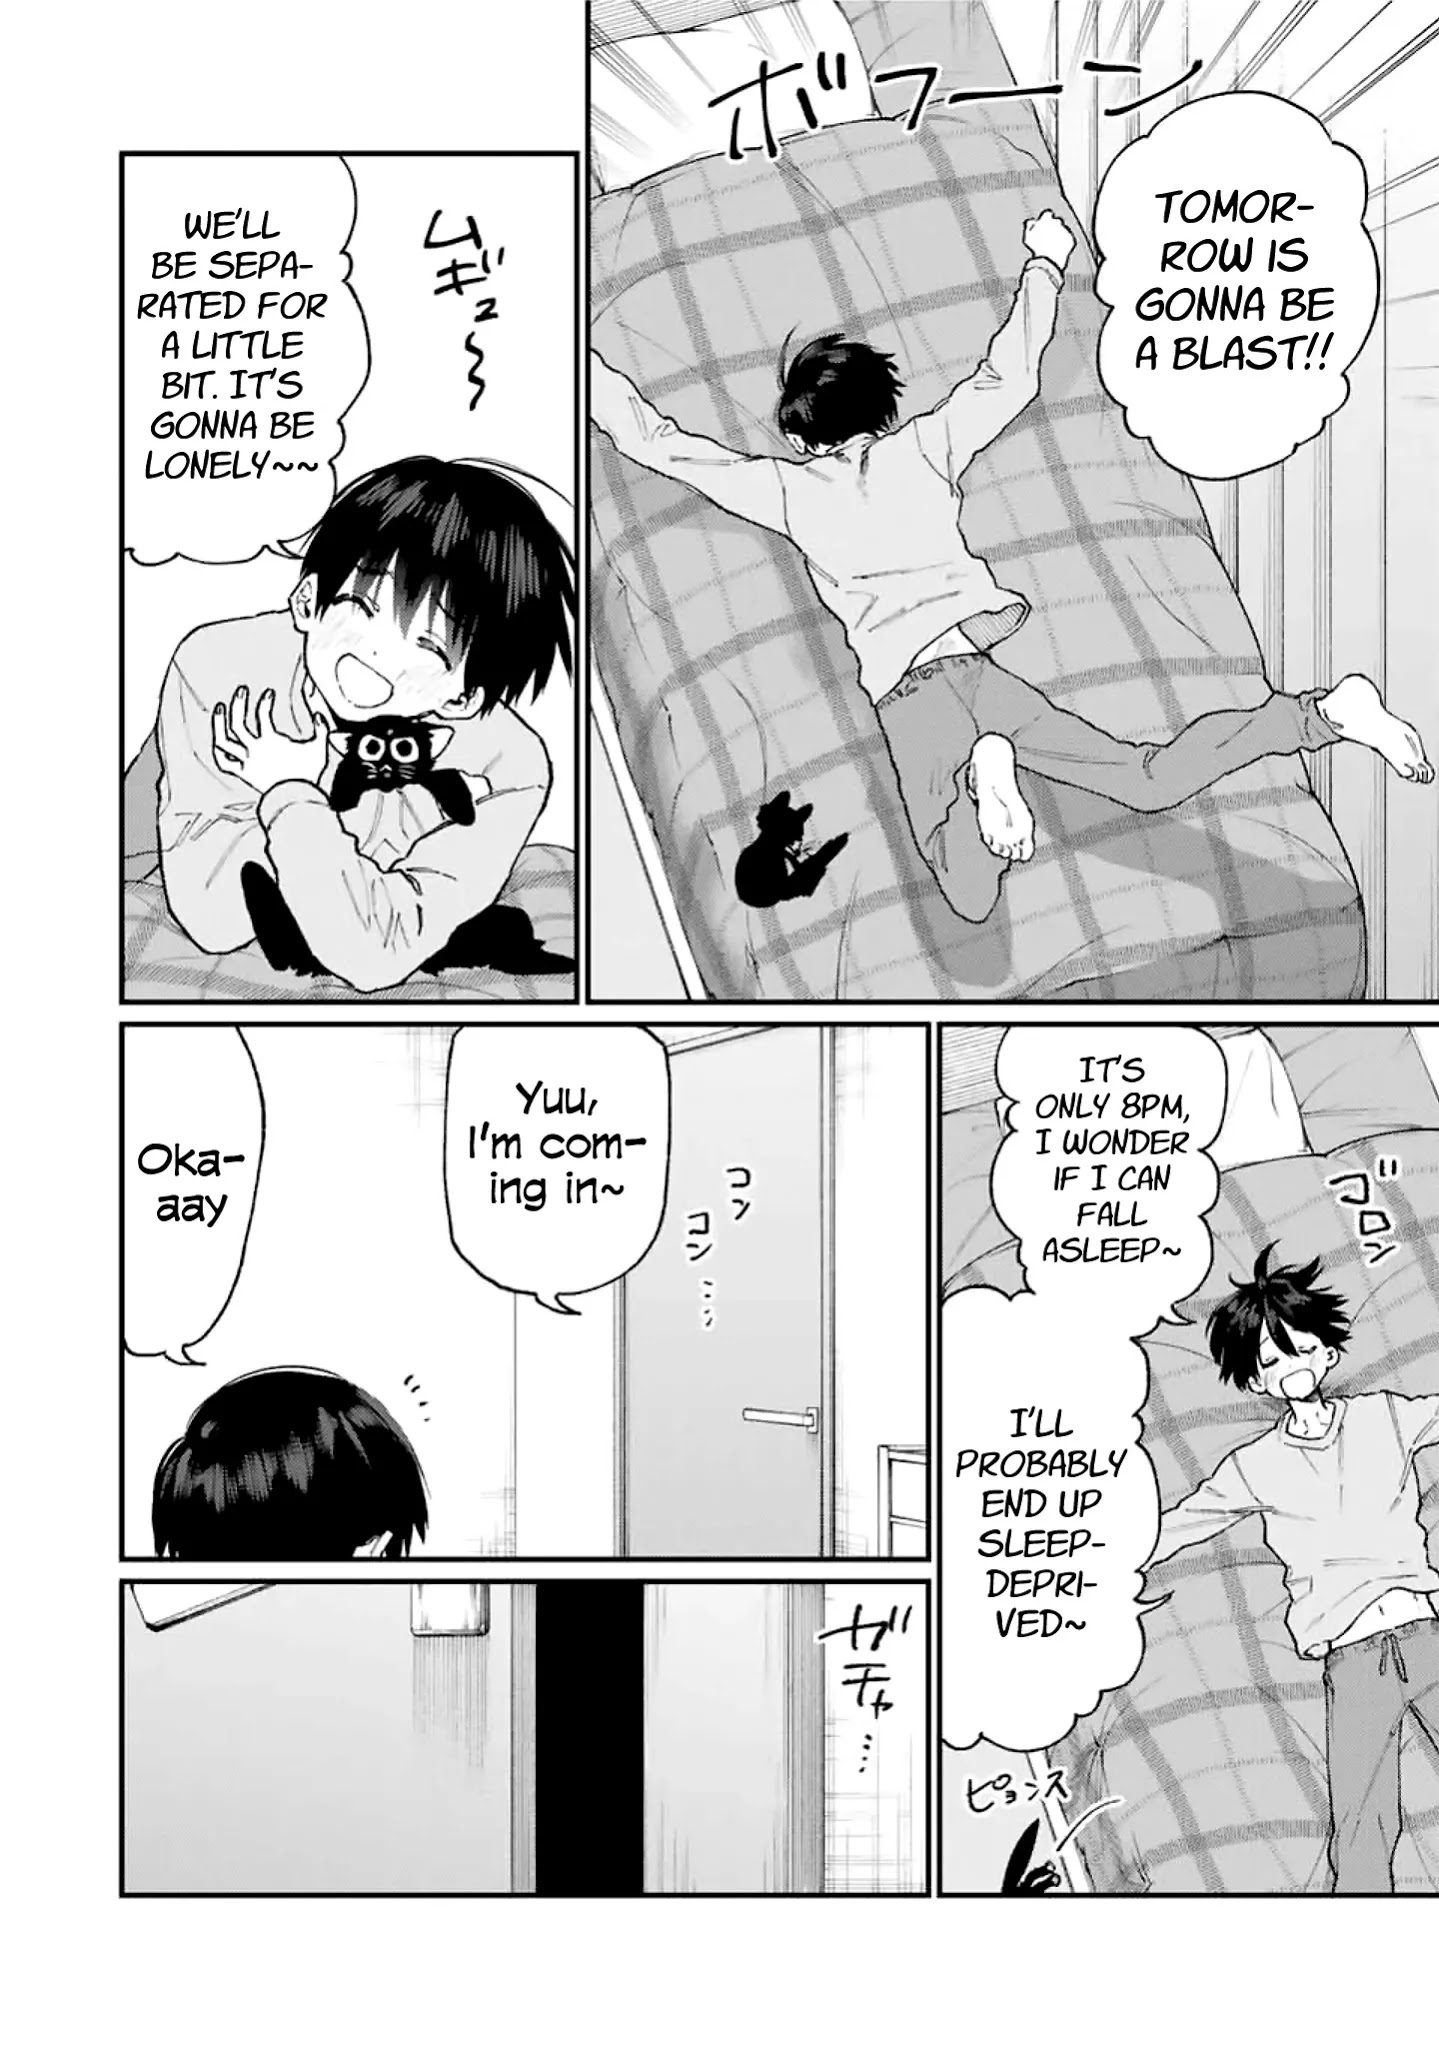 ボフーン
TOMOR-
ROW IS
GONNA BE
A BLAST!!
WE'LL
BE SEPA-
RATED FOR
A LITTLE
BIT. IT'S
GONNA BE
LONELY~~
ムギュ~~
IT'S
ONLY 8PM,
I WONDER
IF I CAN
FALL
ASLEEP~
ゴロン
I'LL
PROBABLY
END UP
SLEEP-
DEPRI-
VED~
ピョンス
Yuu,
I'm com-
ing in~
コン
コン...
Oka-
aay
ガチャ...